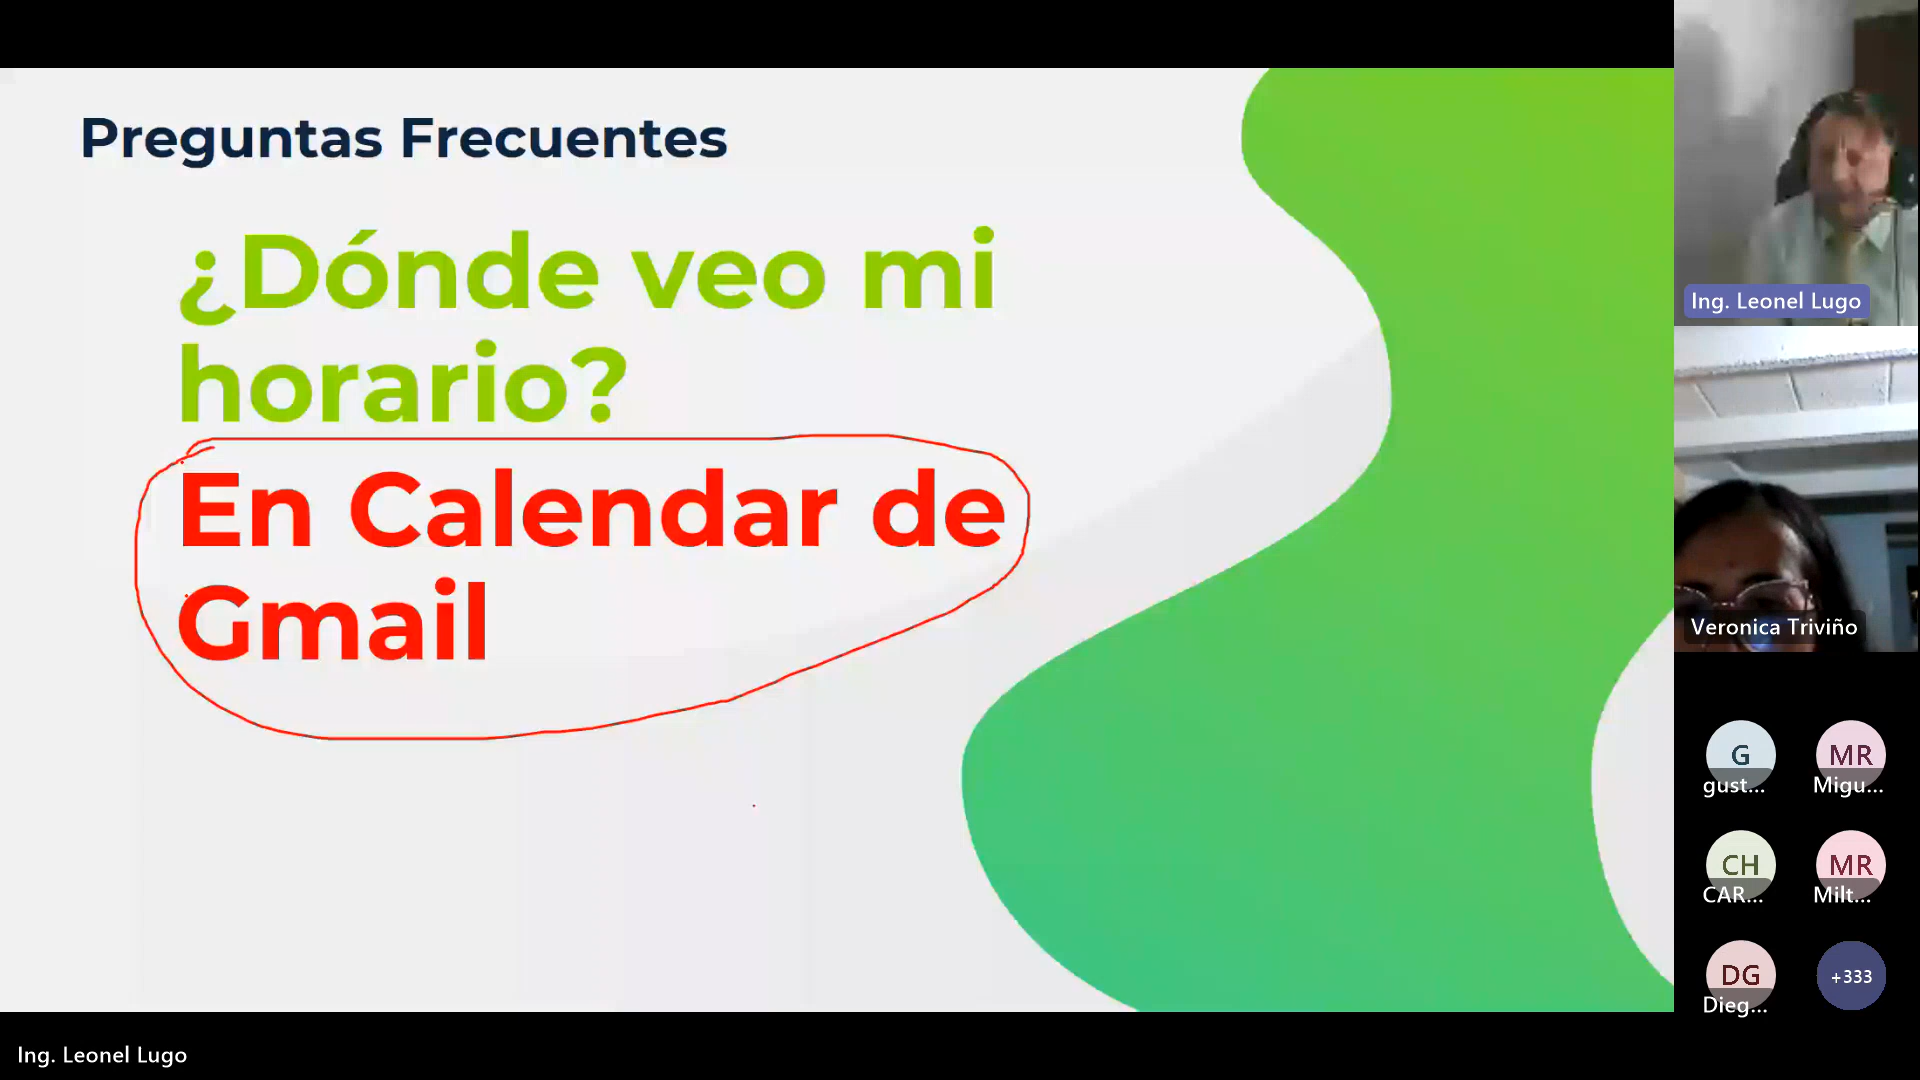 Preguntas Frecuentes
¿Dónde veo mi
horario?
En Calendar de
Gmail
Ing. Leonel Lugo
Veronica Triviño
G
gust...
MR
Migu...
CH
CAR...
MR
Milt...
DG
Dieg...
+333
Ing. Leonel Lugo